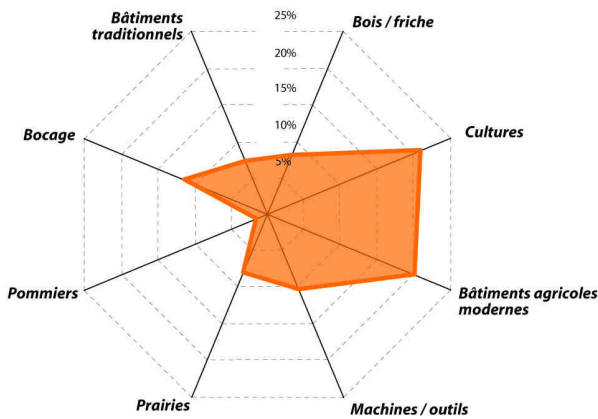 Bâtiments
traditionnels
25%
Bois / friche
20%
15%
10%
5%
Bocage
Cultures
Pommiers
Bâtiments agricoles
modernes
Prairies
Machines / outils